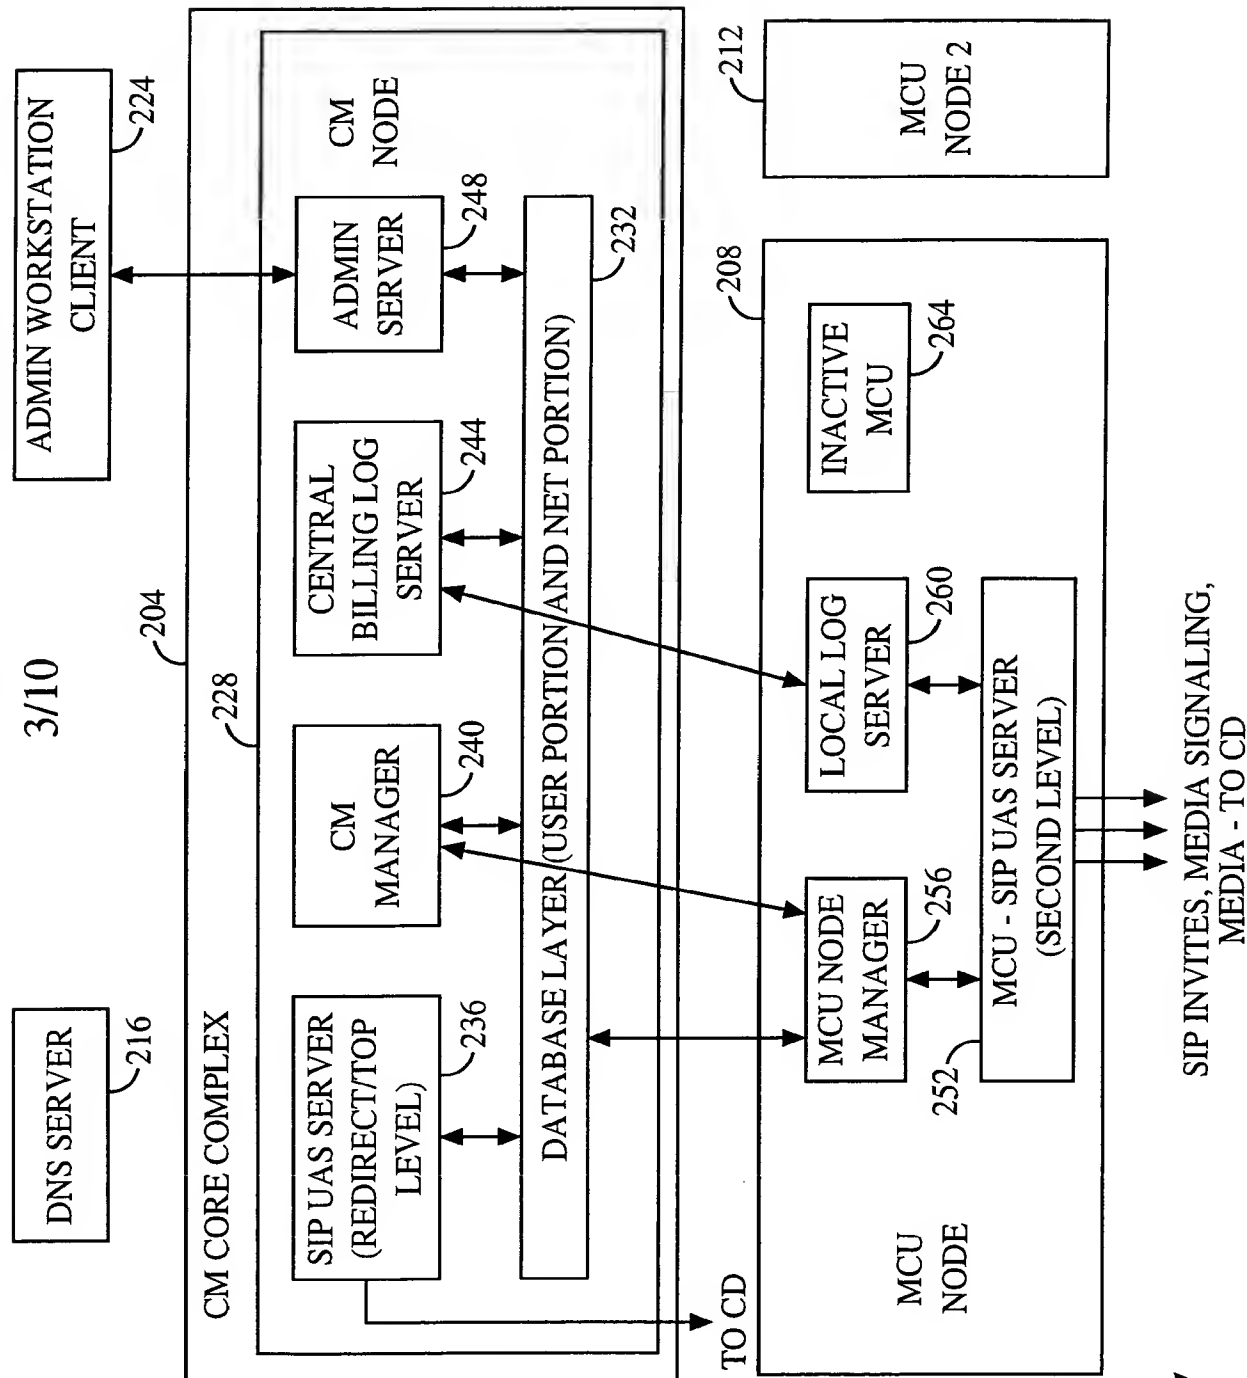 3/10
DNS SERVER
216
ADMIN WORKSTATION
CLIENT
224
204
CM CORE COMPLEX
228
SIP UAS SERVER
(REDIRECT/TOP
LEVEL)
236
CM
MANAGER
240
CENTRAL
BILLING LOG
SERVER
244
ADMIN
SERVER
248
CM
NODE
DATABASE LAYER (USER PORTION AND NET PORTION)
232
TO CD
208
212
MCU
NODE 2
MCU NODE
MANAGER
256
LOCAL LOG
SERVER
260
INACTIVE
MCU
264
MCU
NODE
252
MCU - SIP UAS SERVER
(SECOND LEVEL)
SIP INVITES, MEDIA SIGNALING,
MEDIA - TO CD